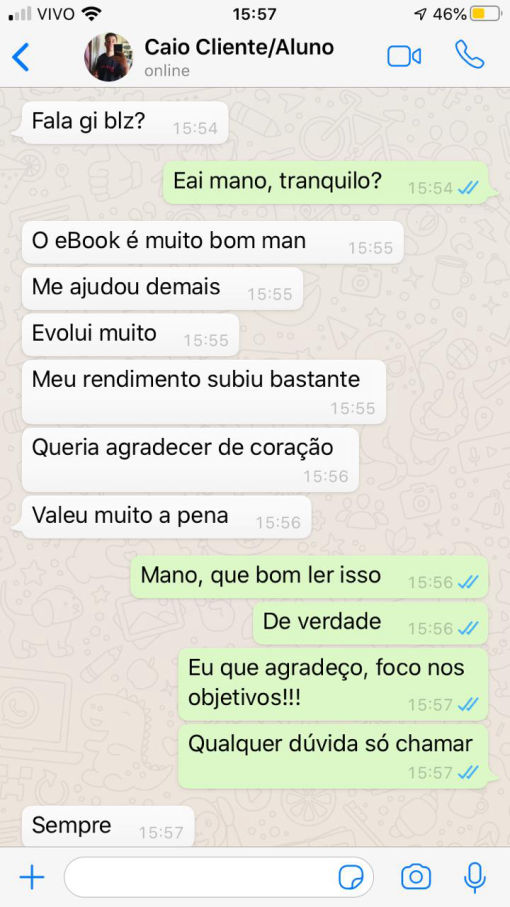 VIVO 15:57 46%
Caio Cliente/Aluno
online
Fala gi blz? 15:54
Eai mano, tranquilo? 15:54
O eBook é muito bom man 15:55
Me ajudou demais 15:55
Evolui muito 15:55
Meu rendimento subiu bastante
15:55
Queria agradecer de coração
15:56
Valeu muito a pena 15:56
Mano, que bom ler isso 15:56
De verdade 15:56
Eu que agradeço, foco nos
objetivos!!! 15:57
Qualquer dúvida só chamar
15:57
Sempre 15:57